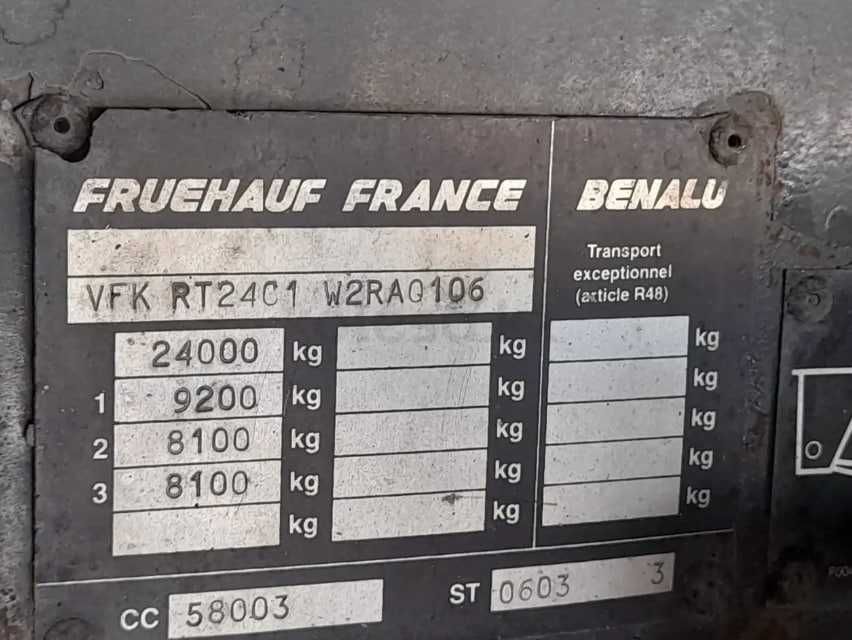 FRUEHAUF FRANCE
BENALU
Transport
exceptionnel
(article R48)
VFK RT24C1 W2RAQ106
24000 kg kg kg
1 9200 kg kg kg
2 8100 kg kg kg
3 8100 kg kg kg
kg kg kg
CC 58003
ST 0603 3